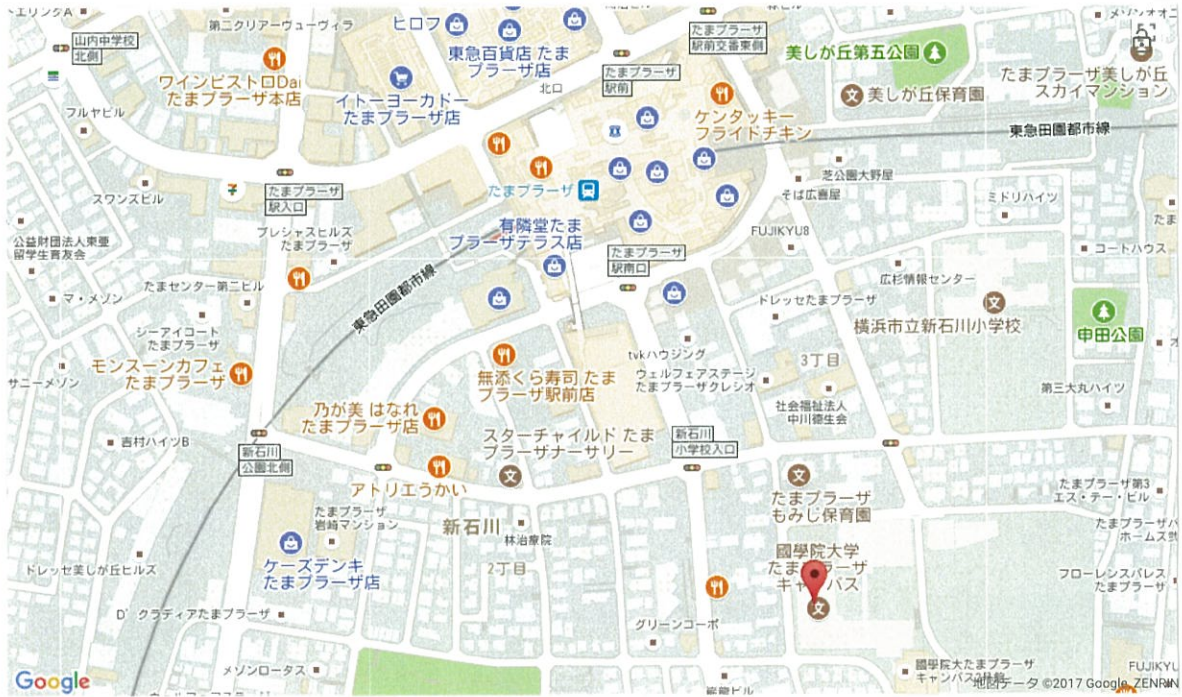 エリンクA
山内中学校
北側
第二クリアーヴューヴィラ
ヒロフ
東急百貨店 たま
プラーザ店
たまプラーザ
駅前交番東側
美しが丘第五公園
たまプラーザ美しが丘
スカイマンション
ワインビストロDai
たまプラーザ本店
イトーヨーカドー
たまプラーザ店
北口
たまプラーザ
駅前
ケンタッキー
フライドチキン
美しが丘保育園
フルヤビル
東急田園都市線
スワンズビル
たまプラーザ
駅入口
たまプラーザ
芝公園大野屋
そば広喜屋
ミドリハイツ
公益財団法人東亜
留学生育友会
プレシャスヒルズ
たまプラーザ
有隣堂たま
プラーザテラス店
たまプラーザ
駅南口
FUJIKYU8
コートハウス
マ・メゾン
たまセンター第二ビル
東急田園都市線
広杉情報センター
ドレッセたまプラーザ
横浜市立新石川小学校
申田公園
シーアイコート
たまプラーザ
モンスーンカフェ
たまプラーザ
サニーメゾン
無添くら寿司 たま
プラーザ駅前店
tvkハウジング
ウェルフェアステージ
たまプラーザクレシオ
3丁目
第三大丸ハイツ
社会福祉法人
中川徳生会
乃が美 はなれ
たまプラーザ店
吉村ハイツB
新石川
公園北側
スターチャイルド たま
プラーザナーサリー
新石川
小学校入口
アトリエうかい
たまプラーザ
岩崎マンション
新石川
林治療院
2丁目
たまプラーザ
もみじ保育園
たまプラーザ第3
エス・テー・ビル
たまプラーザパ
ホームズ弐
ケーズデンキ
たまプラーザ店
國學院大学
たまプラーザ
キャンパス
ドレッセ美しが丘ヒルズ
フローレンスパレス
たまプラーザ
D'クラディアたまプラーザ
グリーンコーポ
メゾンロータス
國學院大たまプラーザ
キャンパス2号館
FUJIKYU
Google
地図データ ©2017 Google, ZENRIN